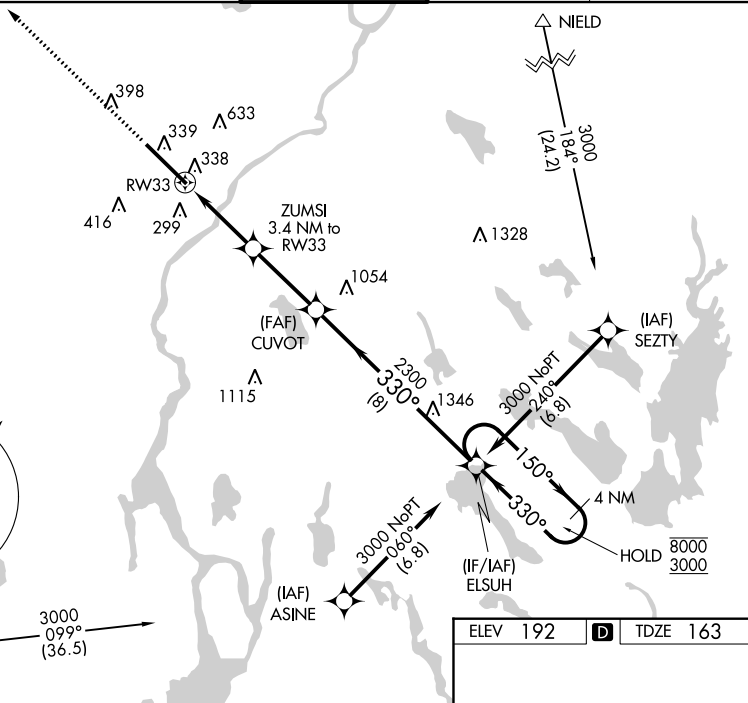 NIELD
398
633
339
3000
184°
(24.2)
338
RW33
416
299
ZUMSI
3.4 NM to
RW33
1328
1054
(FAF)
CUVOT
(IAF)
SEZTY
1115
2300
330°
(8)
1346
3000 NoPT
240°
(6.8)
150°
330°
4 NM
HOLD
8000
3000
3000 NoPT
060°
(6.8)
(IF/IAF)
ELSUH
(IAF)
ASINE
3000
099°
(36.5)
ELEV 192 D TDZE 163